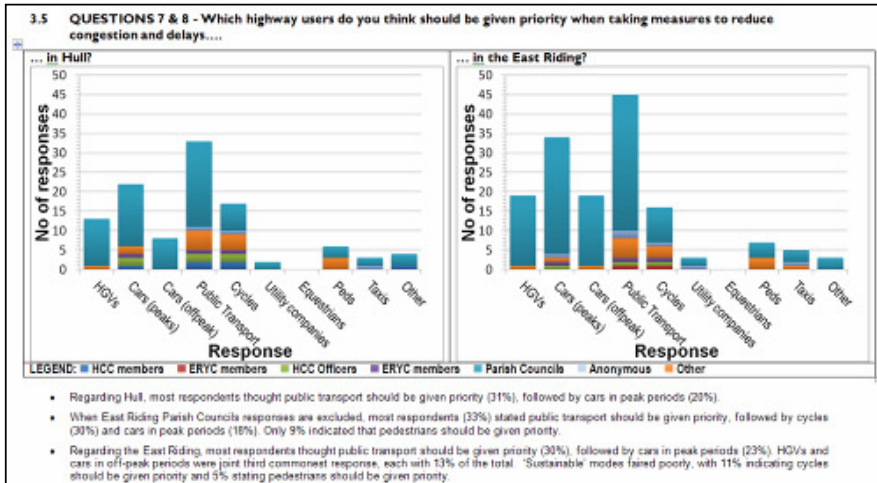 3.5 QUESTIONS 7 & 8 - Which highway users do you think should be given priority when taking measures to reduce
congestion and delays....
... in Hull?
50
45
40
35
30
25
20
15
10
5
0
No of responses
HGVs
Cars (peaks)
Cars (offpeak)
Public Transport
Cycles
Utility companies
Equestrians
Peds
Taxis
Other
Response
... in the East Riding?
50
45
40
35
30
25
20
15
10
5
0
No of responses
HGVs
Cars (peaks)
Cars (offpeak)
Public Transport
Cycles
Utility companies
Equestrians
Peds
Taxis
Other
Response
LEGEND: HCC members ERYC members HCC Officers ERYC members Parish Councils Anonymous Other
• Regarding Hull, most respondents thought public transport should be given priority (31%), followed by cars in peak periods (20%).
• When East Riding Parish Councils responses are excluded, most respondents (33%) stated public transport should be given priority, followed by cycles
(30%) and cars in peak periods (18%). Only 9% indicated that pedestrians should be given priority.
• Regarding the East Riding, most respondents thought public transport should be given priority (30%), followed by cars in peak periods (23%). HGVs and
cars in off-peak periods were joint third commonest response, each with 13% of the total. 'Sustainable' modes faired poorly, with 11% indicating cycles
should be given priority and 5% stating pedestrians should be given priority.